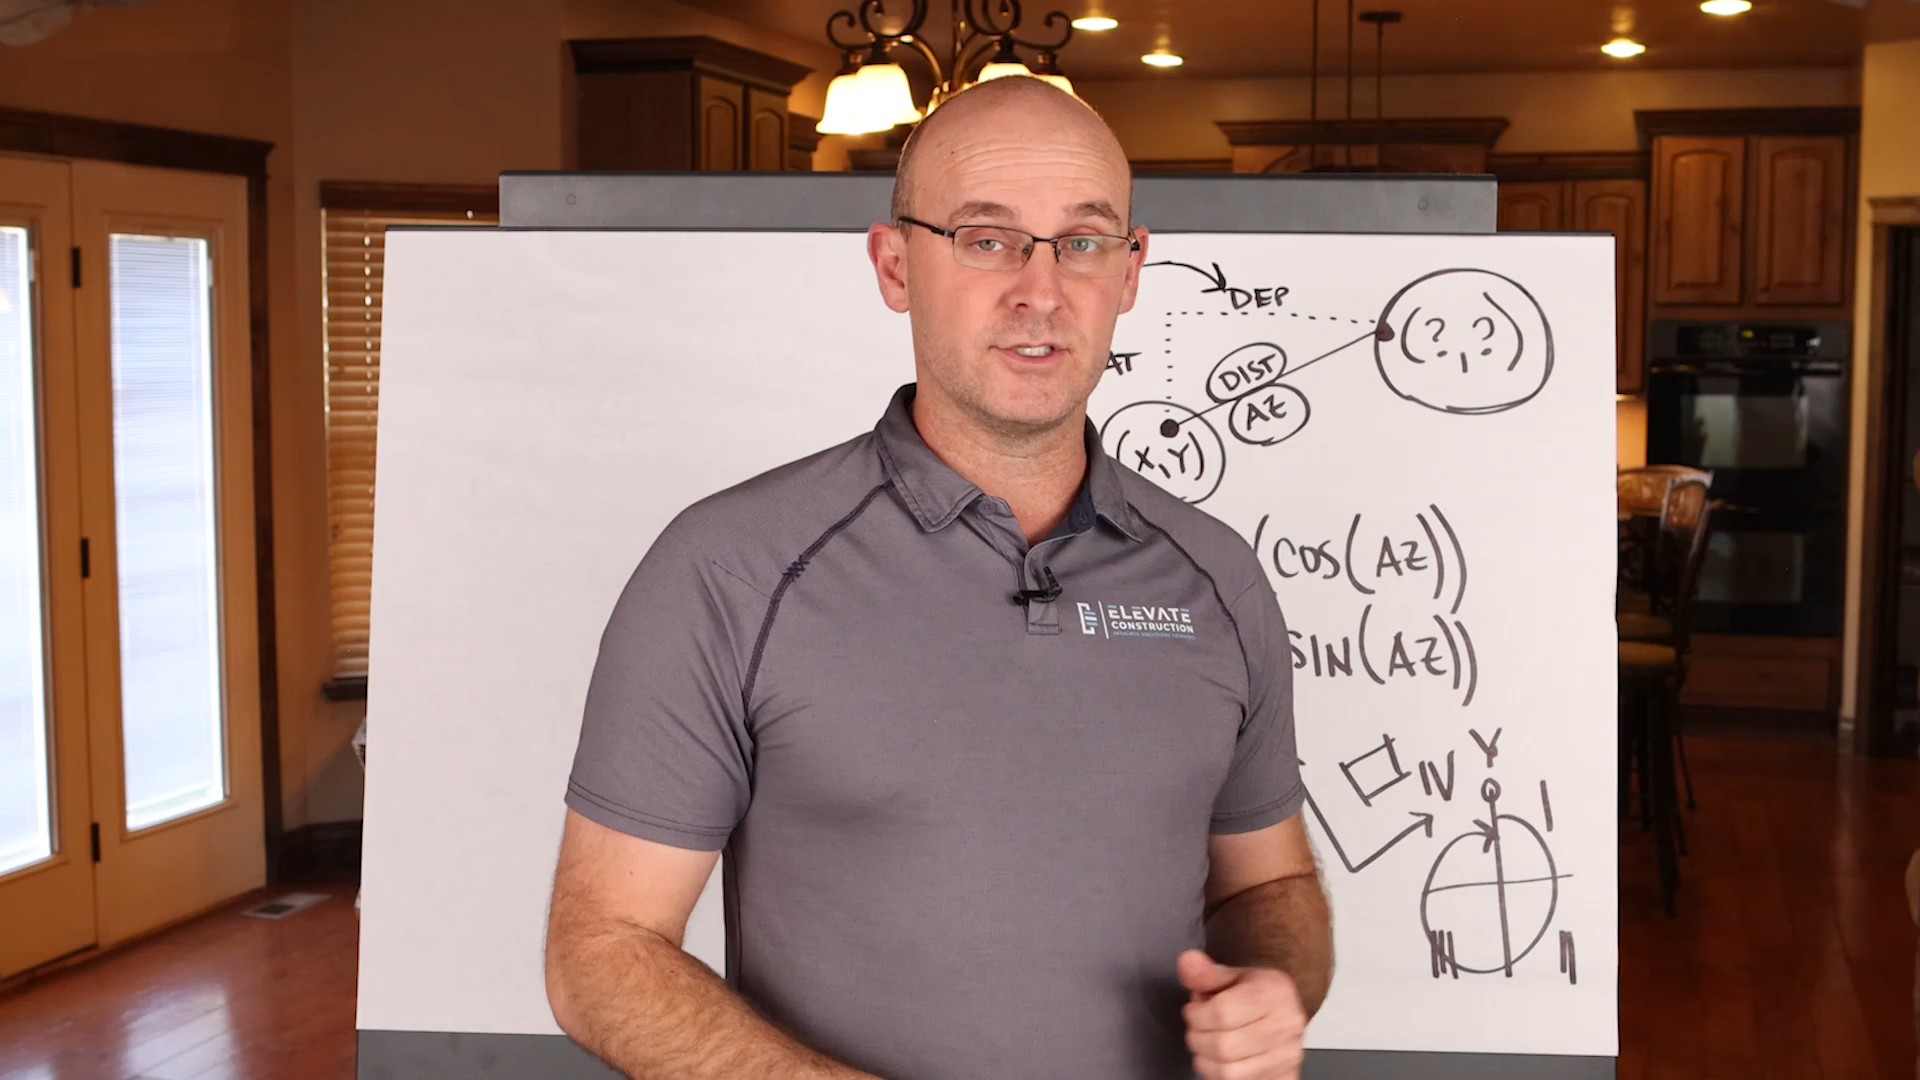 DEP
(?,?)
AT
DIST
AZ
(X,Y)
(COS(AZ))
SIN(AZ))
ELEVATE
CONSTRUCTION
Y
IV
O
I
III
II